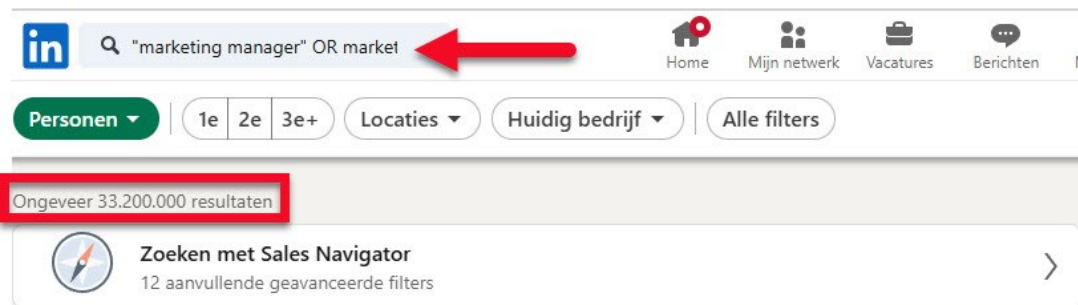 in
"marketing manager" OR market
Home
Mijn netwerk
Vacatures
Berichten
Personen
1e
2e
3e+
Locaties
Huidig bedrijf
Alle filters
Ongeveer 33.200.000 resultaten
Zoeken met Sales Navigator
12 aanvullende geavanceerde filters